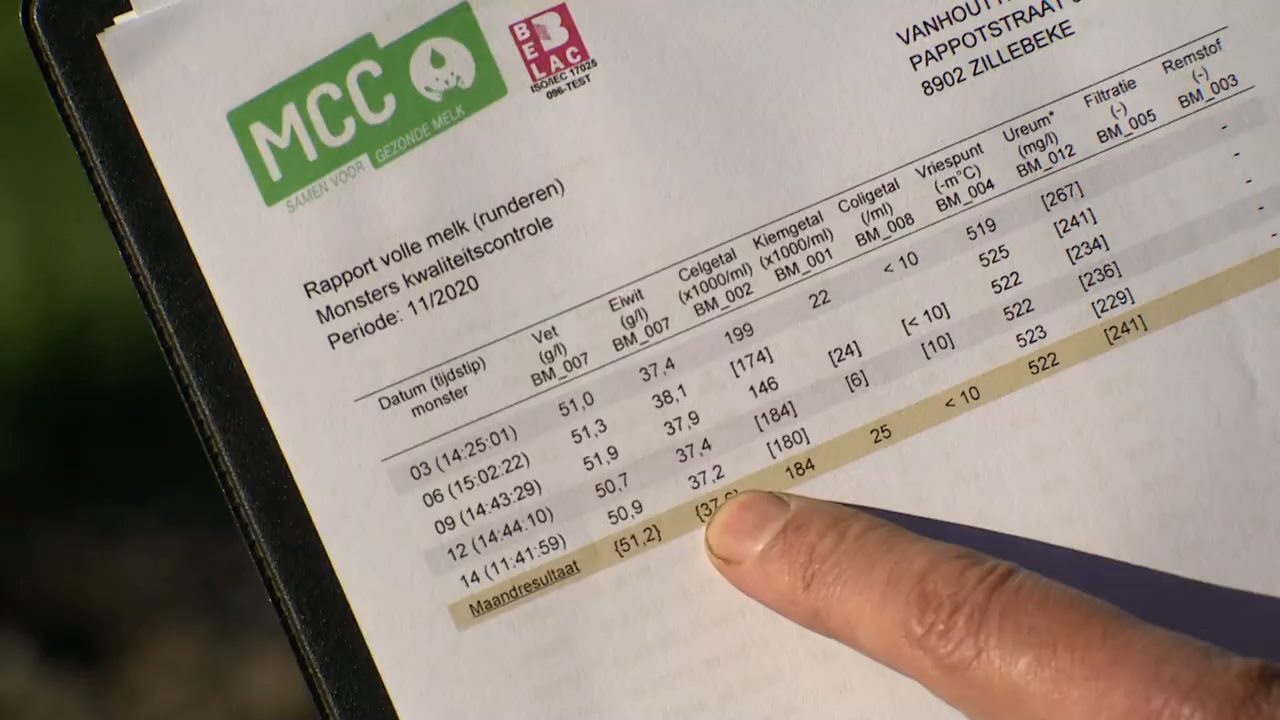 MCC
SAMEN VOOR GEZONDE MELK
BELAC
ISO/IEC 17025
096-TEST
PAPPOTSTRAAT
8902 ZILLEBEKE
Rapport volle melk (runderen)
Monsters kwaliteitscontrole
Periode: 11/2020
Datum (tijdstip) monster Vet (g/l) BM_007 Eiwit (g/l) BM_007 Celgetal (x1000/ml) BM_002 Kiemgetal (x1000/ml) BM_001 Coligetal (/ml) BM_008 Vriespunt (-m°C) BM_004 Ureum* (mg/l) BM_012 Filtratie (-) BM_005 Remstof (-) BM_003
03 (14:25:01) 51,0 37,4 199 22 < 10 519 [267] -
06 (15:02:22) 51,3 38,1 [174] 525 [241] -
09 (14:43:29) 51,9 37,9 146 [24] [< 10] 522 [234] -
12 (14:44:10) 50,7 37,4 [184] [6] [10] 522 [236] -
14 (11:41:59) 50,9 37,2 [180] 523 [229] -
Maandresultaat {51,2} 184 25 < 10 522 [241]